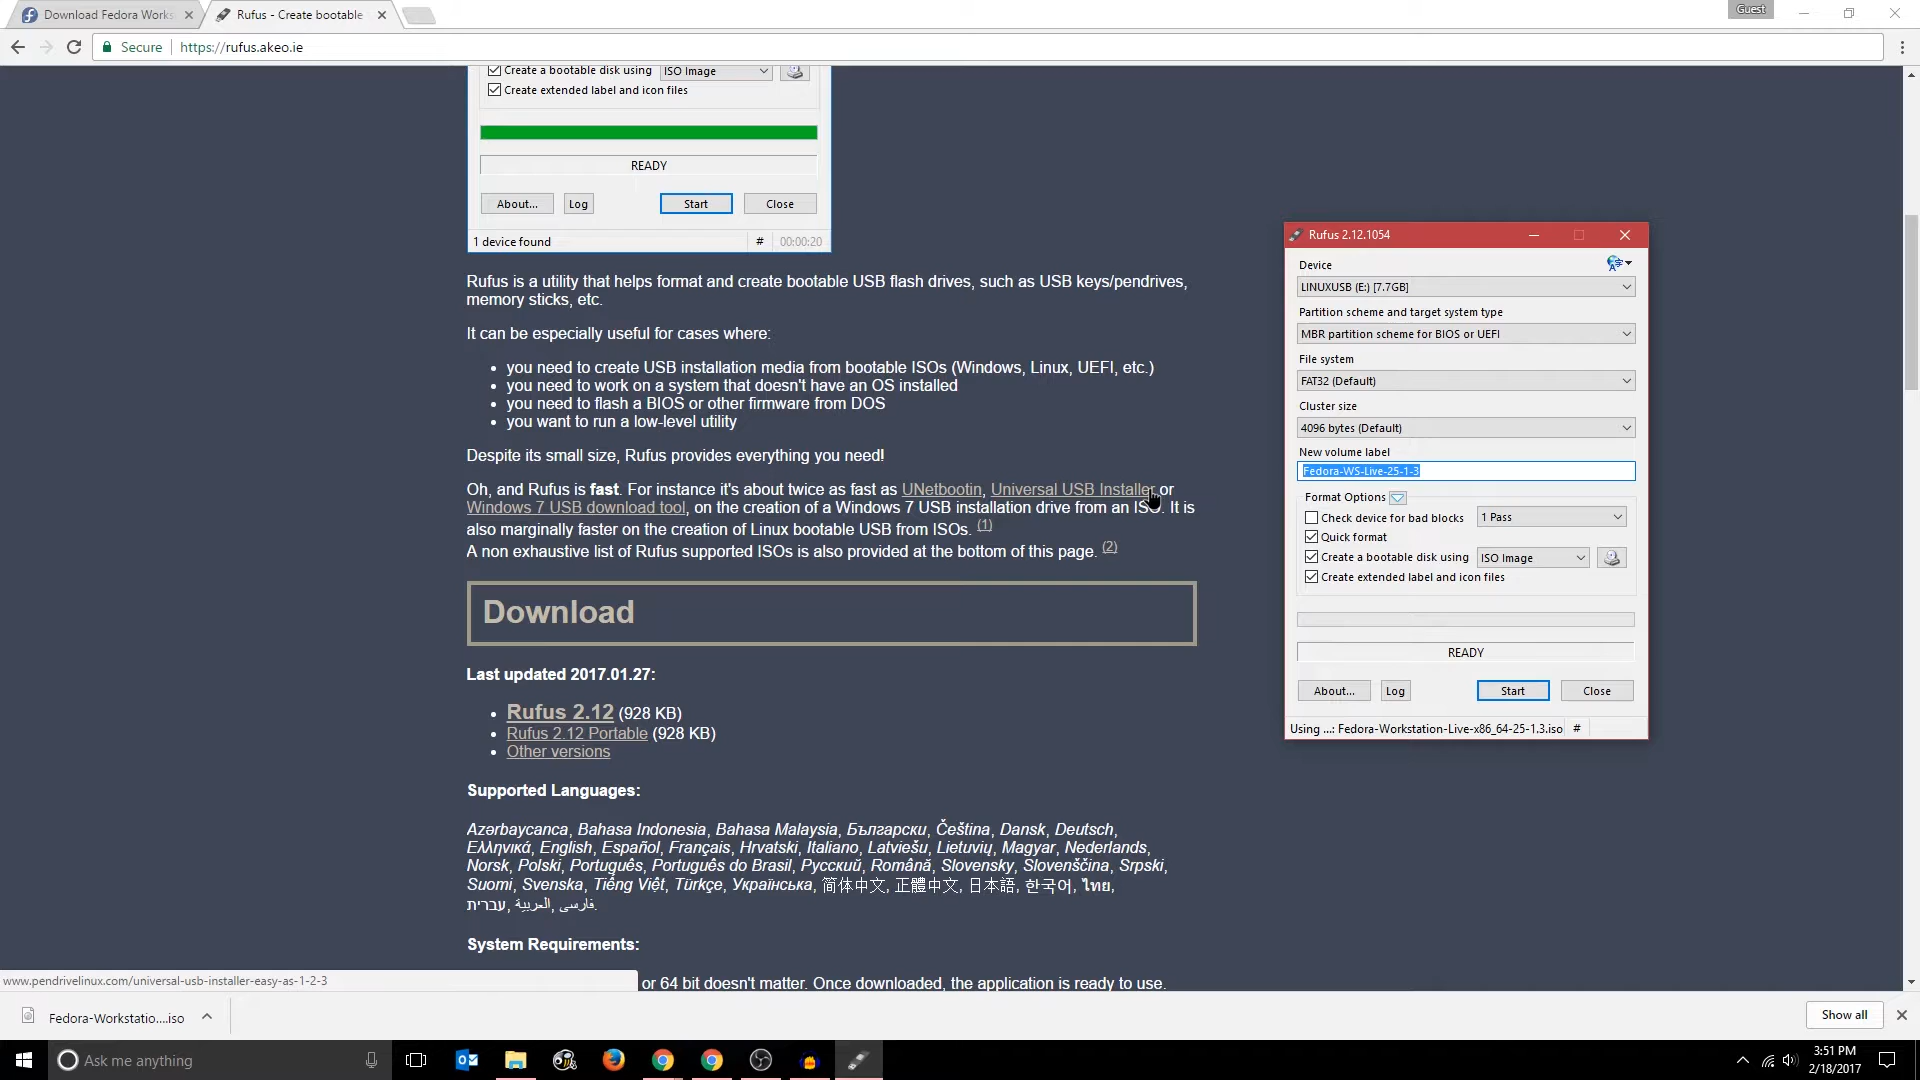 Download Fedora Works
Rufus - Create bootable
Guest
Secure
https://rufus.akeo.ie
Create a bootable disk using
ISO Image
Create extended label and icon files
READY
About...
Log
Start
Close
1 device found
#
00:00:20
Rufus is a utility that helps format and create bootable USB flash drives, such as USB keys/pendrives,
memory sticks, etc.
It can be especially useful for cases where:
you need to create USB installation media from bootable ISOs (Windows, Linux, UEFI, etc.)
you need to work on a system that doesn't have an OS installed
you need to flash a BIOS or other firmware from DOS
you want to run a low-level utility
Despite its small size, Rufus provides everything you need!
Oh, and Rufus is fast. For instance it's about twice as fast as UNetbootin, Universal USB Installer or
Windows 7 USB download tool, on the creation of a Windows 7 USB installation drive from an ISO. It is
also marginally faster on the creation of Linux bootable USB from ISOs. (1)
A non exhaustive list of Rufus supported ISOs is also provided at the bottom of this page. (2)
Download
Last updated 2017.01.27:
Rufus 2.12 (928 KB)
Rufus 2.12 Portable (928 KB)
Other versions
Supported Languages:
Azərbaycanca, Bahasa Indonesia, Bahasa Malaysia, Български, Čeština, Dansk, Deutsch,
Ελληνικά, English, Español, Français, Hrvatski, Italiano, Latviešu, Lietuvių, Magyar, Nederlands,
Norsk, Polski, Português, Português do Brasil, Русский, Română, Slovensky, Slovenščina, Srpski,
Suomi, Svenska, Tiếng Việt, Türkçe, Українська, 简体中文, 正體中文, 日本語, 한국어, ไทย,
עברית, العربية, فارسی.
System Requirements:
or 64 bit doesn't matter. Once downloaded, the application is ready to use.
www.pendrivelinux.com/universal-usb-installer-easy-as-1-2-3
Rufus 2.12.1054
Device
LINUXUSB (E:) [7.7GB]
Partition scheme and target system type
MBR partition scheme for BIOS or UEFI
File system
FAT32 (Default)
Cluster size
4096 bytes (Default)
New volume label
Fedora-WS-Live-25-1-3
Format Options
Check device for bad blocks
1 Pass
Quick format
Create a bootable disk using
ISO Image
Create extended label and icon files
READY
About...
Log
Start
Close
Using ...: Fedora-Workstation-Live-x86_64-25-1.3.iso
#
Fedora-Workstatio....iso
Show all
Ask me anything
3:51 PM
2/18/2017